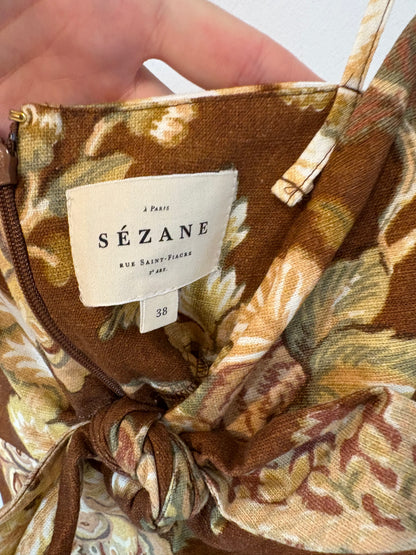 À PARIS
SÉZANE
RUE SAINT-FIACRE
2ᵉ ARR.
38